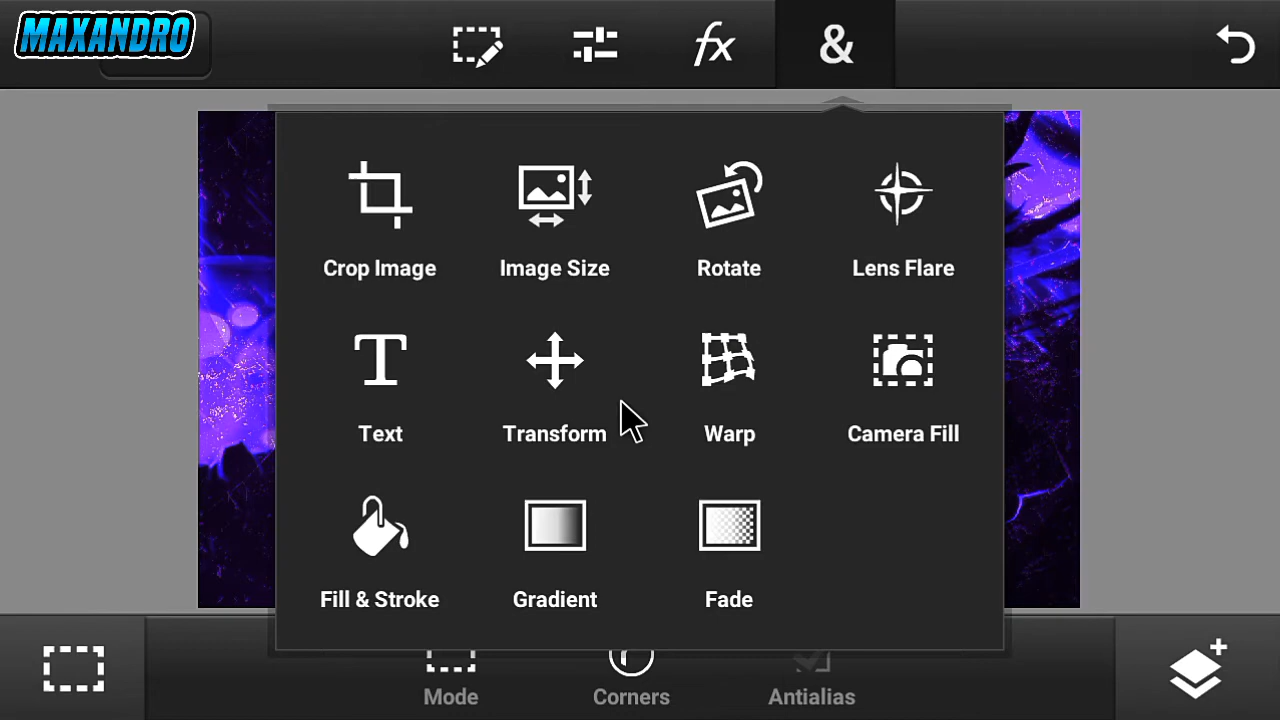 MAXANDRO
fx
&
Crop Image
Image Size
Rotate
Lens Flare
T
Text
Transform
Warp
Camera Fill
Fill & Stroke
Gradient
Fade
Mode
Corners
Antialias